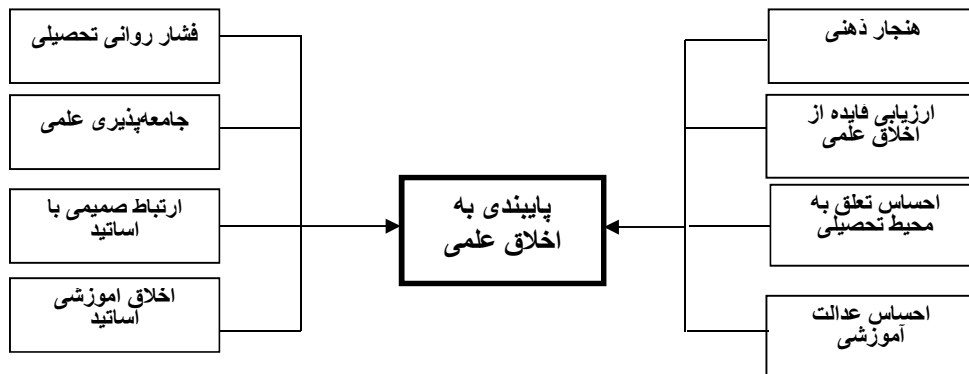 هنجار ذهنی
ارزیابی فایده از
اخلاق علمی
احساس تعلق به
محیط تحصیلی
احساس عدالت
آموزشی
پایبندی به
اخلاق علمی
فشار روانی تحصیلی
جامعه‌پذیری علمی
ارتباط صمیمی با
اساتید
اخلاق اموزشی
اساتید